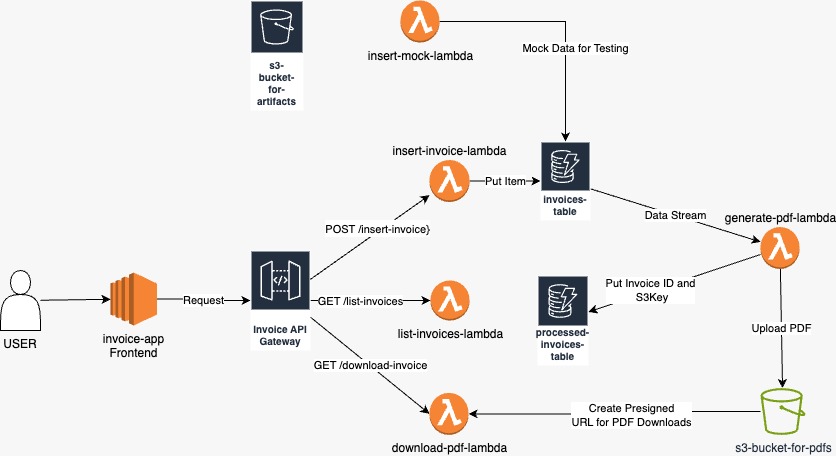 insert-mock-lambda
Mock Data for Testing
s3-
bucket-
for-
artifacts
insert-invoice-lambda
Put Item
invoices-
table
Data Stream
generate-pdf-lambda
POST /insert-invoice}
Put Invoice ID and
S3Key
Request
GET /list-invoices
USER
invoice-app
Frontend
Invoice API
Gateway
list-invoices-lambda
processed-
invoices-
table
Upload PDF
GET /download-invoice
Create Presigned
URL for PDF Downloads
download-pdf-lambda
s3-bucket-for-pdfs